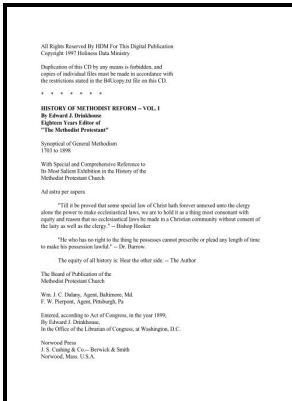 All Rights Reserved By HDM For This Digital Publication
Copyright 1997 Holiness Data Ministry
Duplication of this CD by any means is forbidden, and
copies of individual files must be made in accordance with
the restrictions stated in the B4Ucopy.txt file on this CD.
* * * * * * *
HISTORY OF METHODIST REFORM -- VOL. I
By Edward J. Drinkhouse
Eighteen Years Editor of
"The Methodist Protestant"
Synoptical of General Methodism
1703 to 1898
With Special and Comprehensive Reference to
Its Most Salient Exhibition in the History of the
Methodist Protestant Church
Ad astra per aspera
"Till it be proved that some special law of Christ hath forever annexed unto the clergy
alone the power to make ecclesiastical laws, we are to hold it as a thing most consonant with
equity and reason that no ecclesiastical laws be made in a Christian community without consent of
the laity as well as the clergy." -- Bishop Hooker
"He who has no right to the thing he possesses cannot prescribe or plead any length of time
to make his possession lawful." -- Dr. Barrow.
The equity of all history is: Hear the other side. -- The Author
The Board of Publication of the
Methodist Protestant Church
Wm. J. C. Dulany, Agent, Baltimore, Md.
F. W. Pierpont, Agent, Pittsburgh, Pa
Entered, according to Act of Congress, in the year 1899,
By Edward J. Drinkhouse,
In the Office of the Librarian of Congress, at Washington, D.C.
Norwood Press
J. S. Cushing & Co.-- Berwick & Smith
Norwood, Mass. U.S.A.